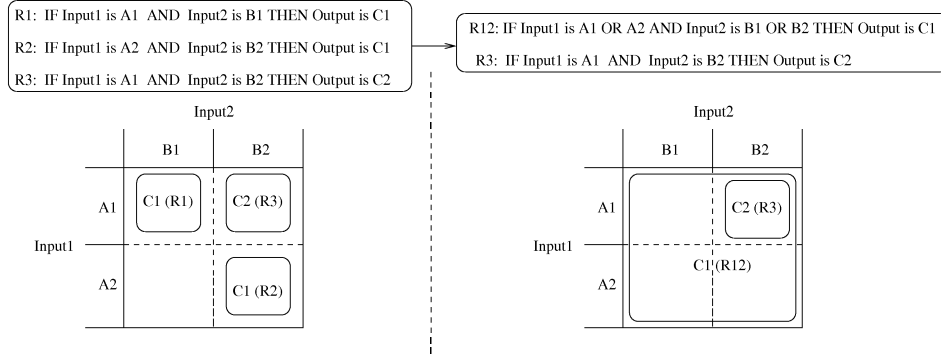 R1: IF Input1 is A1 AND Input2 is B1 THEN Output is C1
R2: IF Input1 is A2 AND Input2 is B2 THEN Output is C1
R3: IF Input1 is A1 AND Input2 is B2 THEN Output is C2
R12: IF Input1 is A1 OR A2 AND Input2 is B1 OR B2 THEN Output is C1
R3: IF Input1 is A1 AND Input2 is B2 THEN Output is C2
Input2
B1 B2
A1 C1 (R1) C2 (R3)
Input1
A2 C1 (R2)
Input2
B1 B2
A1 C2 (R3)
Input1
C1 (R12)
A2